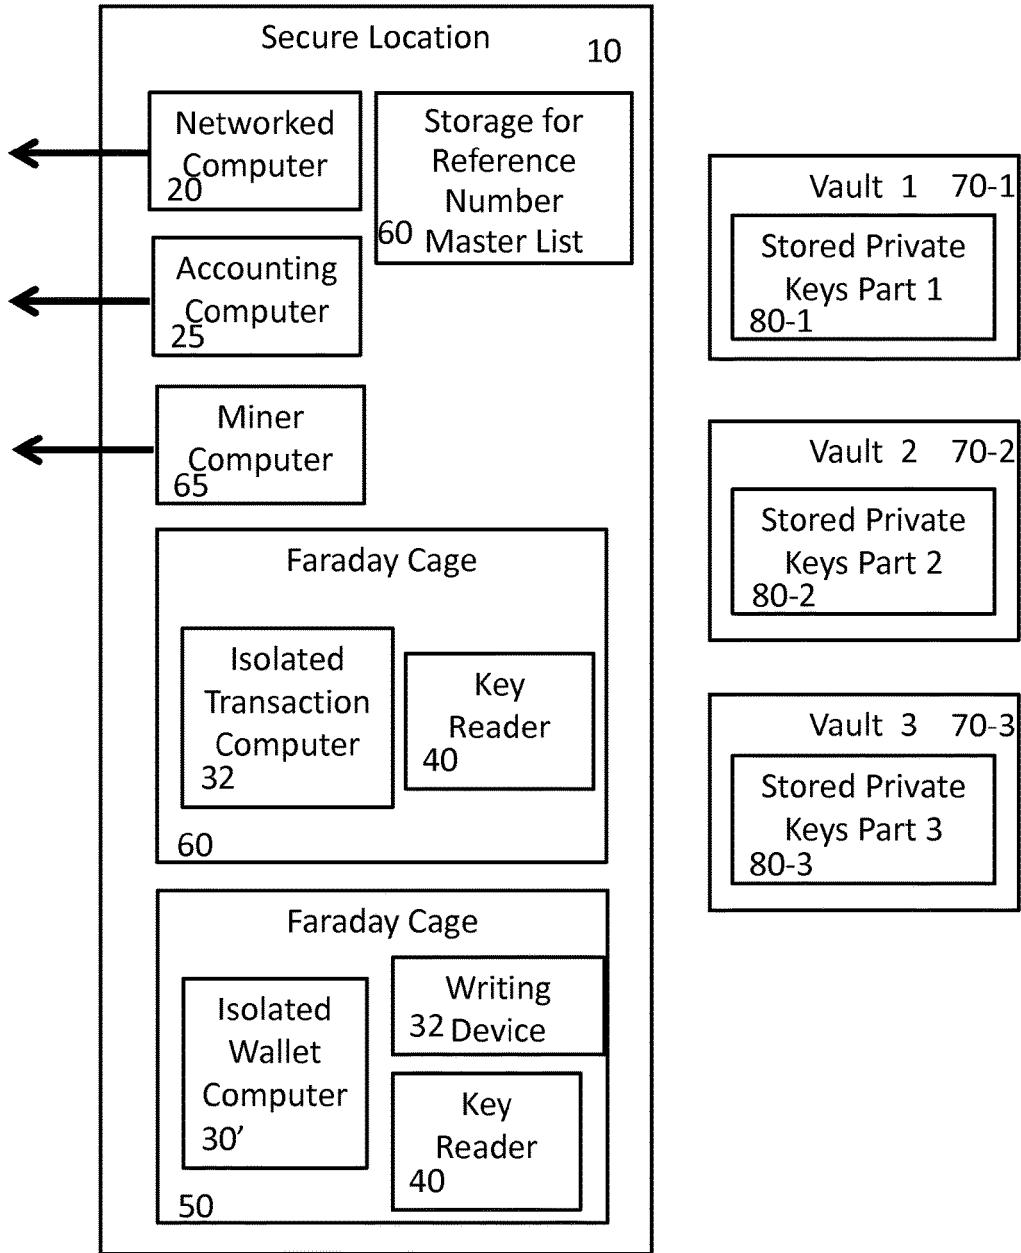 Secure Location
10
Networked
Computer
20
Storage for
Reference
Number
Master List
60
Accounting
Computer
25
Miner
Computer
65
Faraday Cage
Isolated
Transaction
Computer
32
Key
Reader
40
60
Faraday Cage
Isolated
Wallet
Computer
30’
Writing
32 Device
Key
Reader
40
50
Vault 1 70-1
Stored Private
Keys Part 1
80-1
Vault 2 70-2
Stored Private
Keys Part 2
80-2
Vault 3 70-3
Stored Private
Keys Part 3
80-3